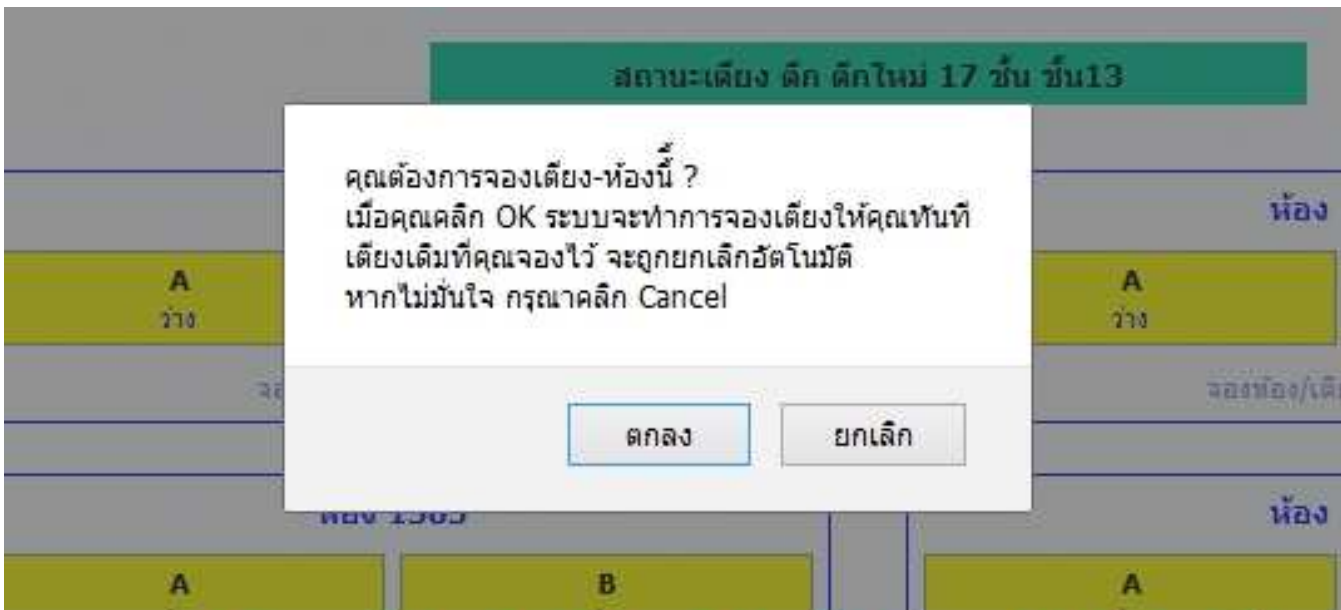 สถานะเตียง ตึก ตึกใหม่ 17 ชั้น ชั้น13
คุณต้องการจองเตียง-ห้องนี้ ?
เมื่อคุณคลิก OK ระบบจะทำการจองเตียงให้คุณทันที
เตียงเดิมที่คุณจองไว้ จะถูกยกเลิกอัตโนมัติ
หากไม่มั่นใจ กรุณาคลิก Cancel
ห้อง
A
ว่าง
A
ว่าง
จองห้อง/เตี
ตกลง
ยกเลิก
ห้อง
A
B
A